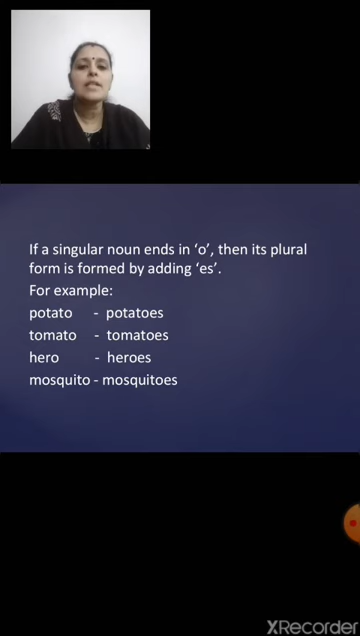 If a singular noun ends in ‘o’, then its plural
form is formed by adding ‘es’.
For example:
potato - potatoes
tomato - tomatoes
hero - heroes
mosquito - mosquitoes
XRecorder